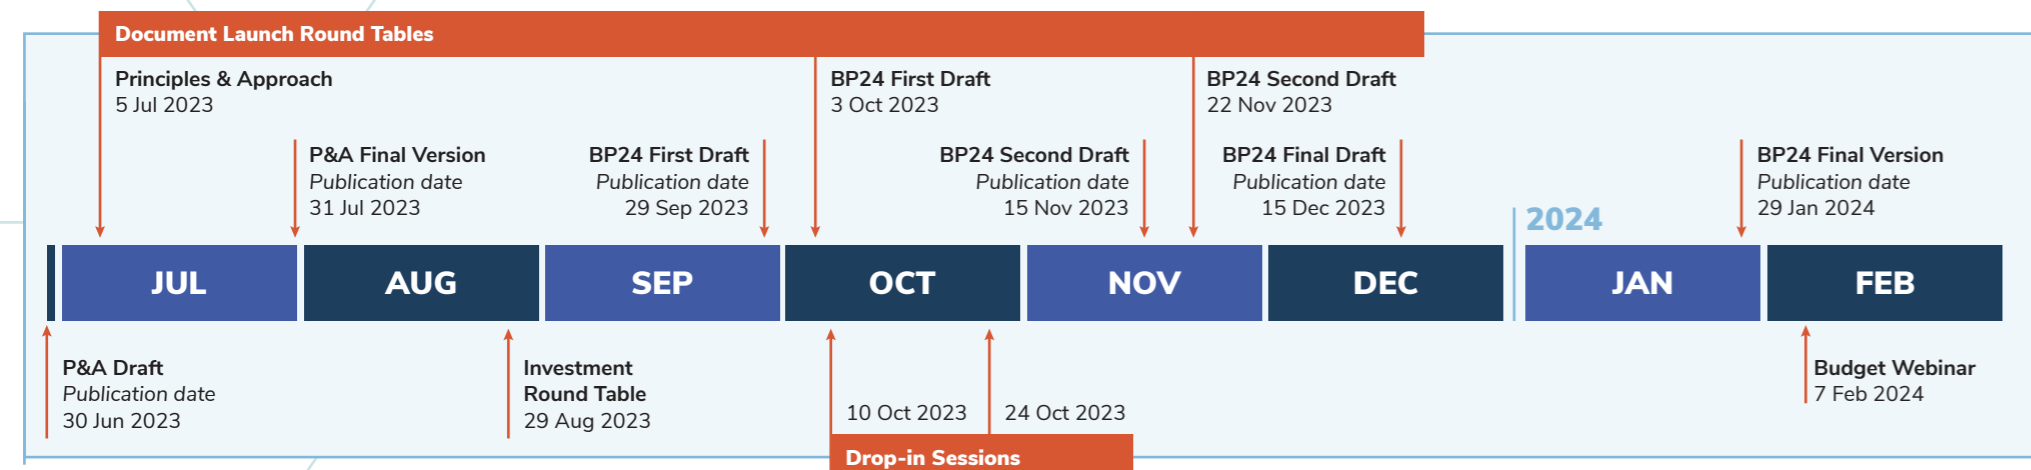 Document Launch Round Tables
Principles & Approach
5 Jul 2023
BP24 First Draft
3 Oct 2023
BP24 Second Draft
22 Nov 2023
P&A Final Version
Publication date
31 Jul 2023
BP24 First Draft
Publication date
29 Sep 2023
BP24 Second Draft
Publication date
15 Nov 2023
BP24 Final Draft
Publication date
15 Dec 2023
BP24 Final Version
Publication date
29 Jan 2024
2024
JUL
AUG
SEP
OCT
NOV
DEC
JAN
FEB
P&A Draft
Publication date
30 Jun 2023
Investment
Round Table
29 Aug 2023
10 Oct 2023
24 Oct 2023
Drop-in Sessions
Budget Webinar
7 Feb 2024